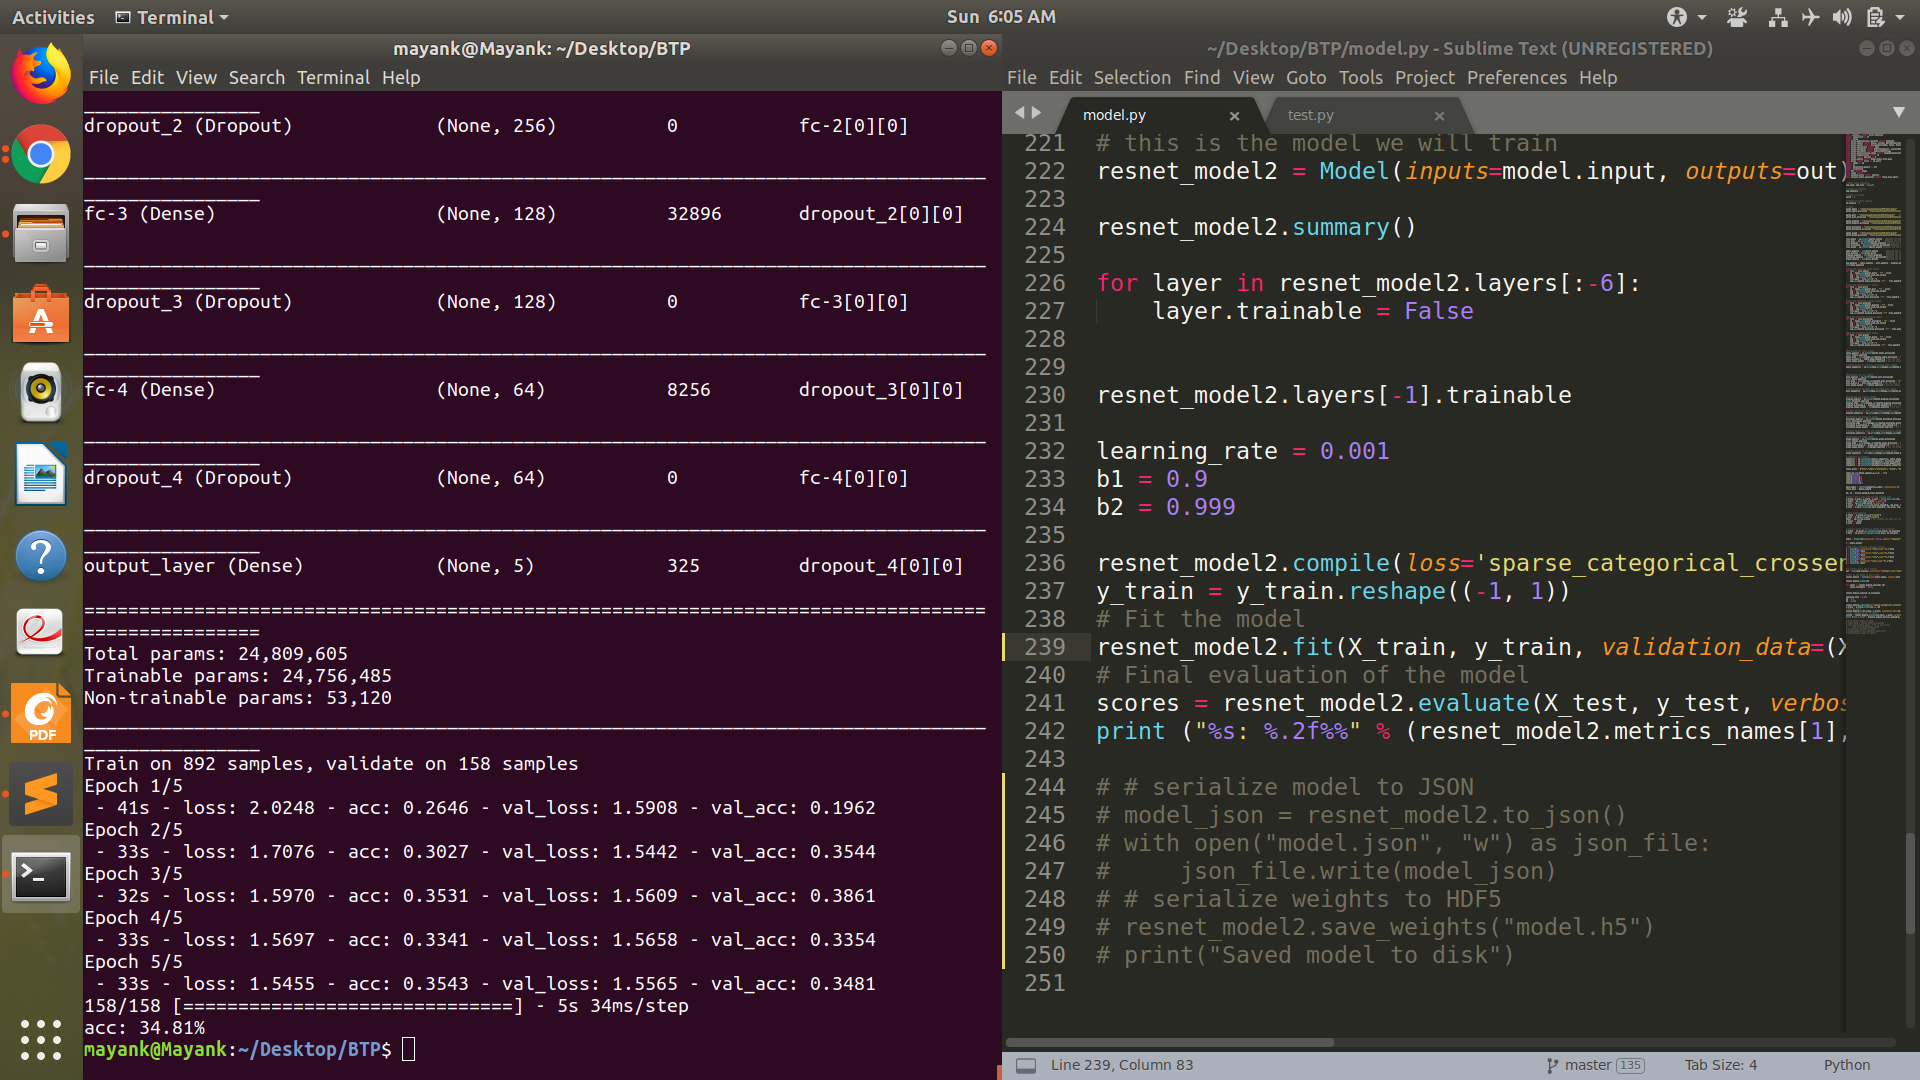 Activities
Terminal
Sun 6:05 AM
mayank@Mayank: ~/Desktop/BTP
File Edit View Search Terminal Help
________________
dropout_2 (Dropout) (None, 256) 0 fc-2[0][0]
__________________________________________________________________________________
________________
fc-3 (Dense) (None, 128) 32896 dropout_2[0][0]
__________________________________________________________________________________
________________
dropout_3 (Dropout) (None, 128) 0 fc-3[0][0]
__________________________________________________________________________________
________________
fc-4 (Dense) (None, 64) 8256 dropout_3[0][0]
__________________________________________________________________________________
________________
dropout_4 (Dropout) (None, 64) 0 fc-4[0][0]
__________________________________________________________________________________
________________
output_layer (Dense) (None, 5) 325 dropout_4[0][0]
==================================================================================
================
Total params: 24,809,605
Trainable params: 24,756,485
Non-trainable params: 53,120
__________________________________________________________________________________
________________
Train on 892 samples, validate on 158 samples
Epoch 1/5
 - 41s - loss: 2.0248 - acc: 0.2646 - val_loss: 1.5908 - val_acc: 0.1962
Epoch 2/5
 - 33s - loss: 1.7076 - acc: 0.3027 - val_loss: 1.5442 - val_acc: 0.3544
Epoch 3/5
 - 32s - loss: 1.5970 - acc: 0.3531 - val_loss: 1.5609 - val_acc: 0.3861
Epoch 4/5
 - 33s - loss: 1.5697 - acc: 0.3341 - val_loss: 1.5658 - val_acc: 0.3354
Epoch 5/5
 - 33s - loss: 1.5455 - acc: 0.3543 - val_loss: 1.5565 - val_acc: 0.3481
158/158 [==============================] - 5s 34ms/step
acc: 34.81%
mayank@Mayank:~/Desktop/BTP$
PDF
~/Desktop/BTP/model.py - Sublime Text (UNREGISTERED)
File Edit Selection Find View Goto Tools Project Preferences Help
model.py
test.py
221 # this is the model we will train
222 resnet_model2 = Model(inputs=model.input, outputs=out)
223
224 resnet_model2.summary()
225
226 for layer in resnet_model2.layers[:-6]:
227     layer.trainable = False
228
229
230 resnet_model2.layers[-1].trainable
231
232 learning_rate = 0.001
233 b1 = 0.9
234 b2 = 0.999
235
236 resnet_model2.compile(loss='sparse_categorical_crosser
237 y_train = y_train.reshape((-1, 1))
238 # Fit the model
239 resnet_model2.fit(X_train, y_train, validation_data=(X
240 # Final evaluation of the model
241 scores = resnet_model2.evaluate(X_test, y_test, verbos
242 print ("%s: %.2f%%" % (resnet_model2.metrics_names[1],
243
244 # # serialize model to JSON
245 # model_json = resnet_model2.to_json()
246 # with open("model.json", "w") as json_file:
247 #     json_file.write(model_json)
248 # # serialize weights to HDF5
249 # resnet_model2.save_weights("model.h5")
250 # print("Saved model to disk")
251
Line 239, Column 83
master 135
Tab Size: 4
Python